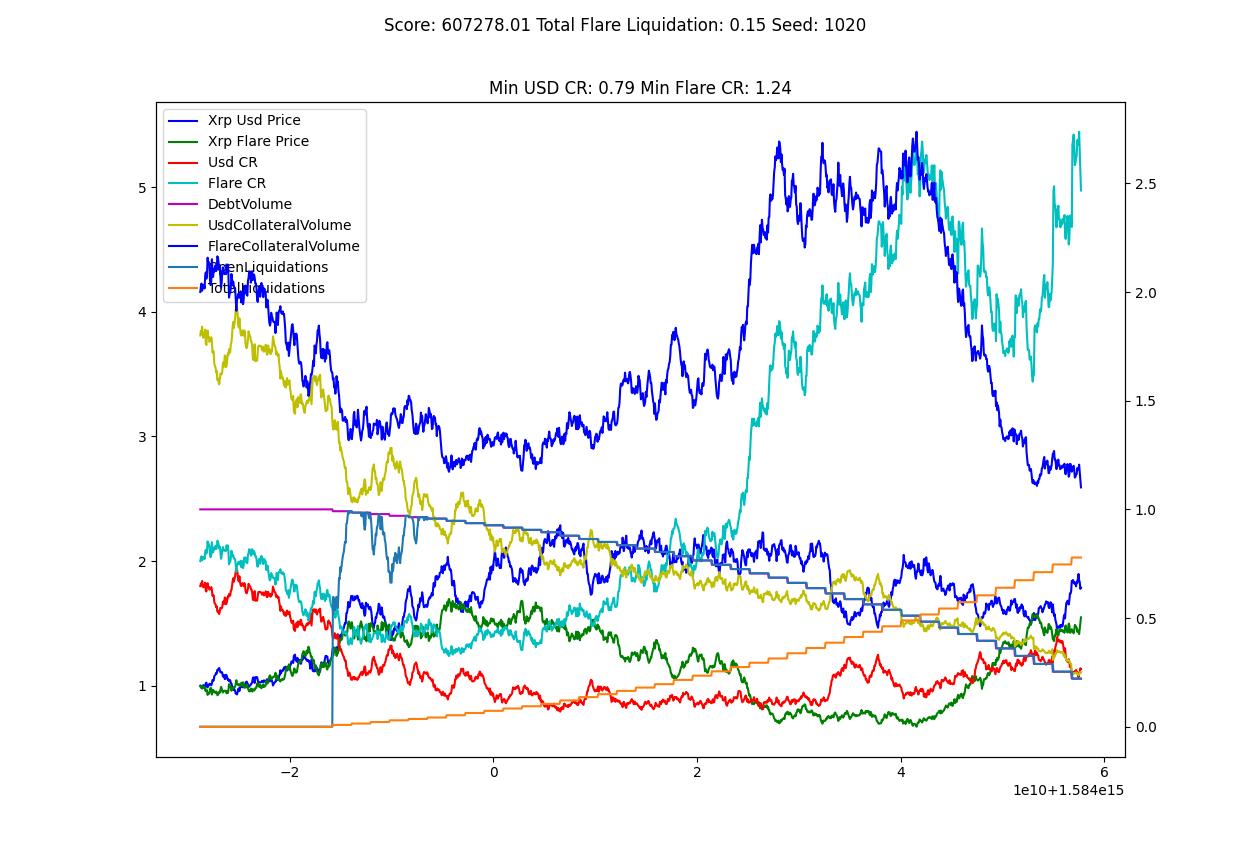 Score: 607278.01 Total Flare Liquidation: 0.15 Seed: 1020
Min USD CR: 0.79 Min Flare CR: 1.24
Xrp Usd Price
Xrp Flare Price
Usd CR
Flare CR
DebtVolume
UsdCollateralVolume
FlareCollateralVolume
OpenLiquidations
TotalLiquidations
5
4
3
2
1
2.5
2.0
1.5
1.0
0.5
0.0
−2 0 2 4 6
1e10+1.584e15